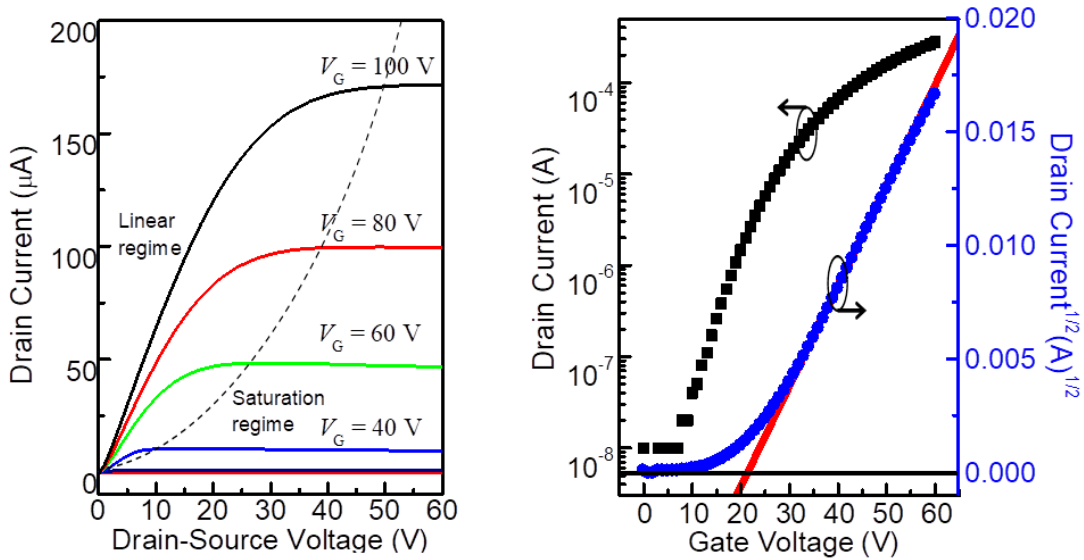 200
150
100
50
0
Drain Current (μA)
V_G = 100 V
V_G = 80 V
V_G = 60 V
V_G = 40 V
Linear
regime
Saturation
regime
0 10 20 30 40 50 60
Drain-Source Voltage (V)
10^-4
10^-5
10^-6
10^-7
10^-8
Drain Current (A)
0 10 20 30 40 50 60
Gate Voltage (V)
0.020
0.015
0.010
0.005
0.000
Drain Current^1/2 (A)^1/2